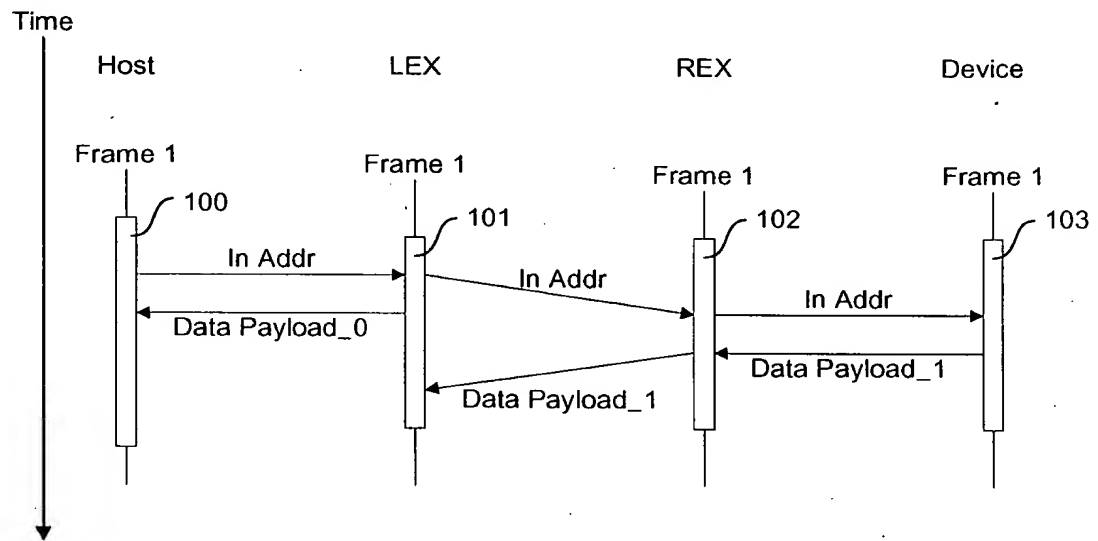 Time
Host
LEX
REX
Device
Frame 1
Frame 1
Frame 1
Frame 1
100
101
102
103
In Addr
In Addr
In Addr
Data Payload_0
Data Payload_1
Data Payload_1